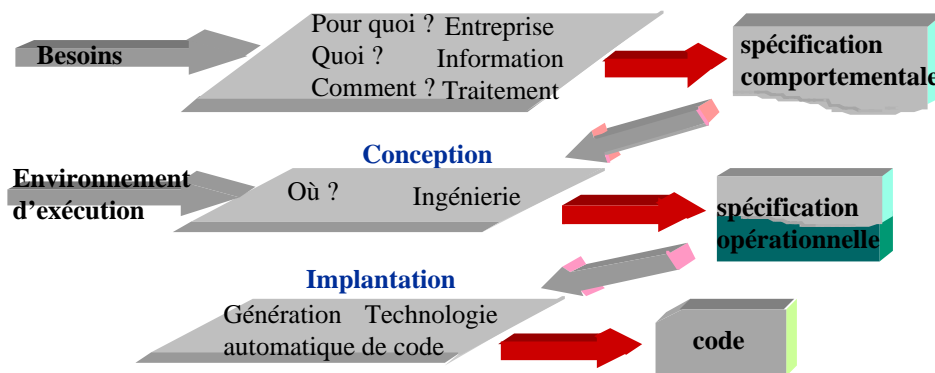 Pour quoi ? Entreprise
Quoi ? Information
Comment ? Traitement
Besoins
spécification
comportementale
Conception
Environnement
d'exécution
Où ? Ingénierie
spécification
opérationnelle
Implantation
Génération Technologie
automatique de code
code